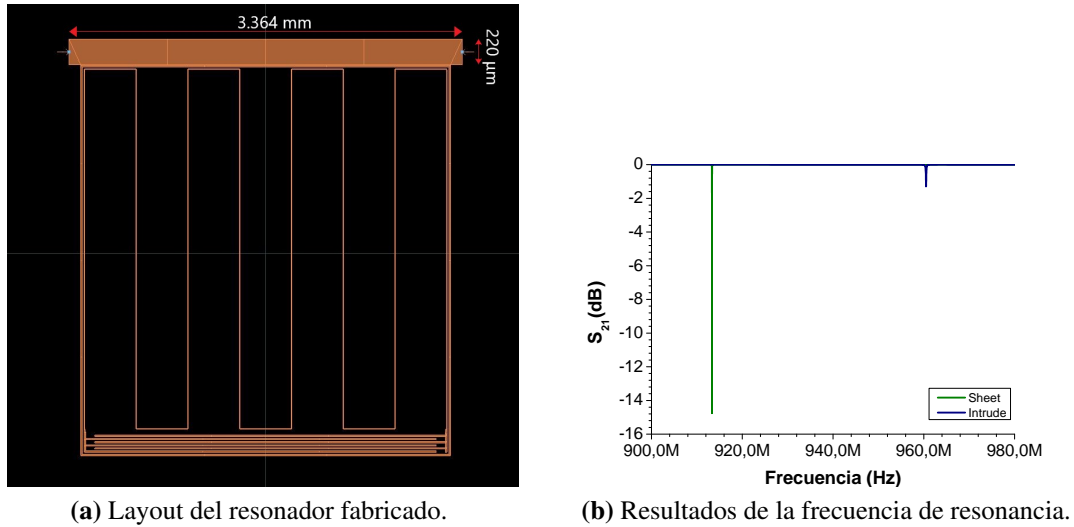 3.364 mm
220 µm
0
-2
-4
-6
-8
-10
-12
-14
-16
S21(dB)
Sheet
Intrude
900,0M 920,0M 940,0M 960,0M 980,0M
Frecuencia (Hz)
(a) Layout del resonador fabricado.
(b) Resultados de la frecuencia de resonancia.